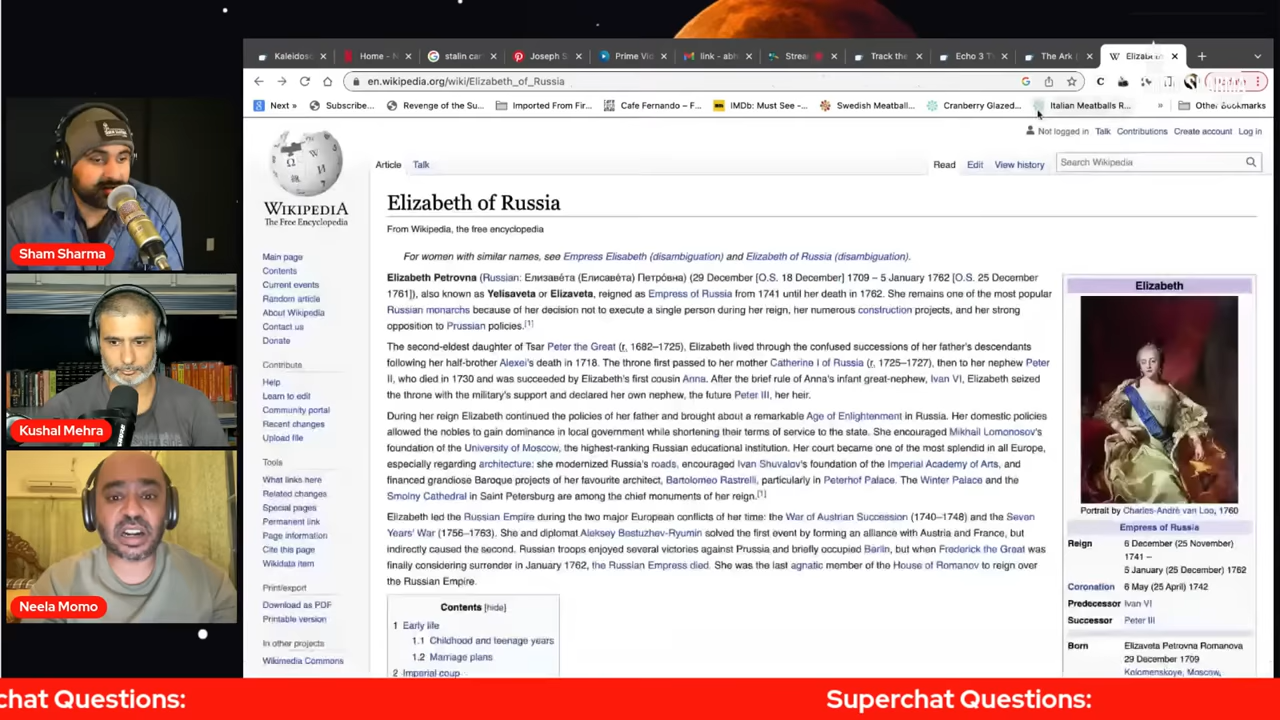 Kaleidosc
Home - N
stalin car
Joseph S
Prime Vi
link - abh
Strea
Track the
Echo 3 T
The Ark (
Elizabeth
en.wikipedia.org/wiki/Elizabeth_of_Russia
Next »
Subscribe...
Revenge of the Su...
Imported From Fir...
Cafe Fernando – F...
IMDb: Must See -...
Swedish Meatball...
Cranberry Glazed...
Italian Meatballs R...
»
Other Bookmarks
Not logged in Talk Contributions Create account Log in
Article Talk
Read Edit View history
Search Wikipedia
WIKIPEDIA
The Free Encyclopedia
Main page
Contents
Current events
Random article
About Wikipedia
Contact us
Donate
Contribute
Help
Learn to edit
Community portal
Recent changes
Upload file
Tools
What links here
Related changes
Special pages
Permanent link
Page information
Cite this page
Wikidata item
Print/export
Download as PDF
Printable version
In other projects
Wikimedia Commons
Elizabeth of Russia
From Wikipedia, the free encyclopedia
For women with similar names, see Empress Elisabeth (disambiguation) and Elizabeth of Russia (disambiguation).
Elizabeth Petrovna (Russian: Елизаве́та (Елисаве́та) Петро́вна) (29 December [O.S. 18 December] 1709 – 5 January 1762 [O.S. 25 December
1761]), also known as Yelisaveta or Elizaveta, reigned as Empress of Russia from 1741 until her death in 1762. She remains one of the most popular
Russian monarchs because of her decision not to execute a single person during her reign, her numerous construction projects, and her strong
opposition to Prussian policies.[1]
The second-eldest daughter of Tsar Peter the Great (r. 1682–1725), Elizabeth lived through the confused successions of her father's descendants
following her half-brother Alexei's death in 1718. The throne first passed to her mother Catherine I of Russia (r. 1725–1727), then to her nephew Peter
II, who died in 1730 and was succeeded by Elizabeth's first cousin Anna. After the brief rule of Anna's infant great-nephew, Ivan VI, Elizabeth seized
the throne with the military's support and declared her own nephew, the future Peter III, her heir.
During her reign Elizabeth continued the policies of her father and brought about a remarkable Age of Enlightenment in Russia. Her domestic policies
allowed the nobles to gain dominance in local government while shortening their terms of service to the state. She encouraged Mikhail Lomonosov's
foundation of the University of Moscow, the highest-ranking Russian educational institution. Her court became one of the most splendid in all Europe,
especially regarding architecture: she modernized Russia's roads, encouraged Ivan Shuvalov's foundation of the Imperial Academy of Arts, and
financed grandiose Baroque projects of her favourite architect, Bartolomeo Rastrelli, particularly in Peterhof Palace. The Winter Palace and the
Smolny Cathedral in Saint Petersburg are among the chief monuments of her reign.[1]
Elizabeth led the Russian Empire during the two major European conflicts of her time: the War of Austrian Succession (1740–1748) and the Seven
Years' War (1756–1763). She and diplomat Aleksey Bestuzhev-Ryumin solved the first event by forming an alliance with Austria and France, but
indirectly caused the second. Russian troops enjoyed several victories against Prussia and briefly occupied Berlin, but when Frederick the Great was
finally considering surrender in January 1762, the Russian Empress died. She was the last agnatic member of the House of Romanov to reign over
the Russian Empire.
Contents [hide]
1 Early life
1.1 Childhood and teenage years
1.2 Marriage plans
2 Imperial coup
Elizabeth
Portrait by Charles-André van Loo, 1760
Empress of Russia
Reign 6 December (25 November)
1741 –
5 January (25 December) 1762
Coronation 6 May (25 April) 1742
Predecessor Ivan VI
Successor Peter III
Born Elizaveta Petrovna Romanova
29 December 1709
Kolomenskoye, Moscow,
Sham Sharma
Kushal Mehra
Neela Momo
chat Questions:
Superchat Questions: